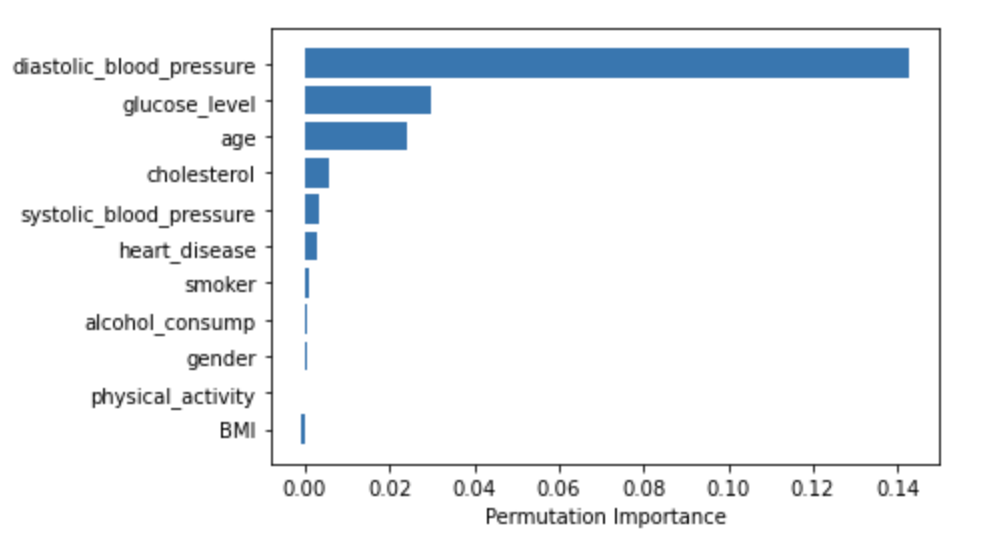 diastolic_blood_pressure
glucose_level
age
cholesterol
systolic_blood_pressure
heart_disease
smoker
alcohol_consump
gender
physical_activity
BMI
0.00 0.02 0.04 0.06 0.08 0.10 0.12 0.14
Permutation Importance